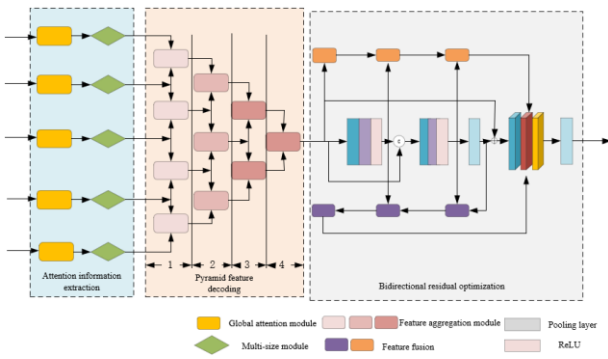 1 2 3 4
Attention information
extraction
Pyramid feature
decoding
Bidirectional residual optimization
Global attention module
Feature aggregation module
Pooling layer
Multi-size module
Feature fusion
ReLU